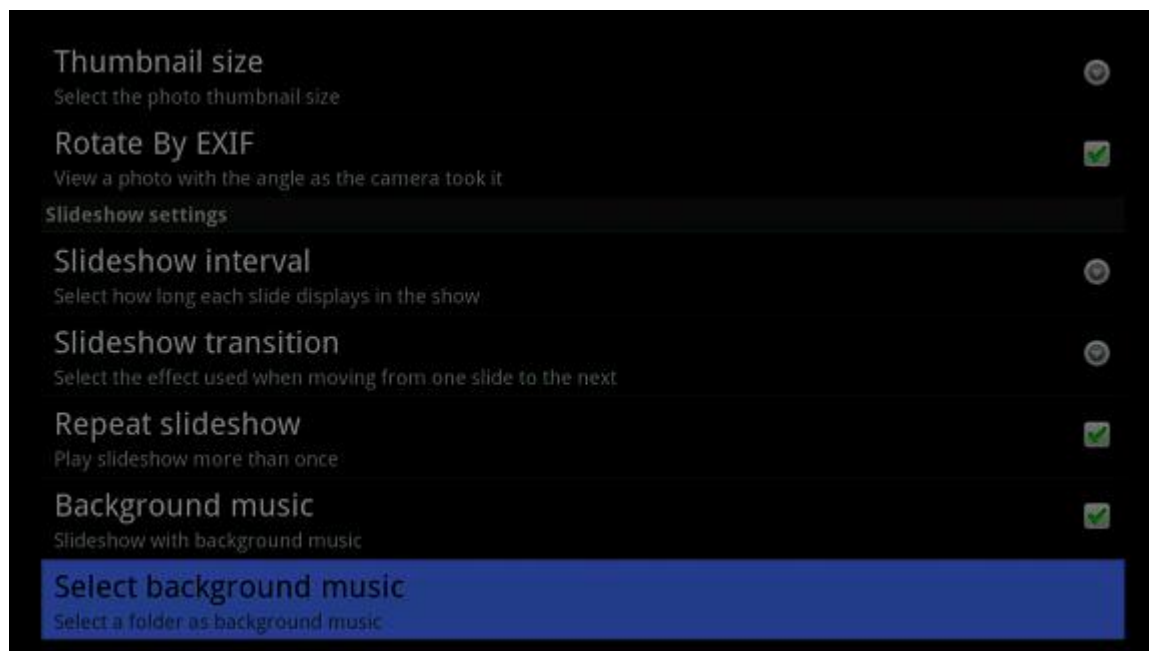 Thumbnail size
Select the photo thumbnail size
Rotate By EXIF
View a photo with the angle as the camera took it
Slideshow settings
Slideshow interval
Select how long each slide displays in the show
Slideshow transition
Select the effect used when moving from one slide to the next
Repeat slideshow
Play slideshow more than once
Background music
Slideshow with background music
Select background music
Select a folder as background music